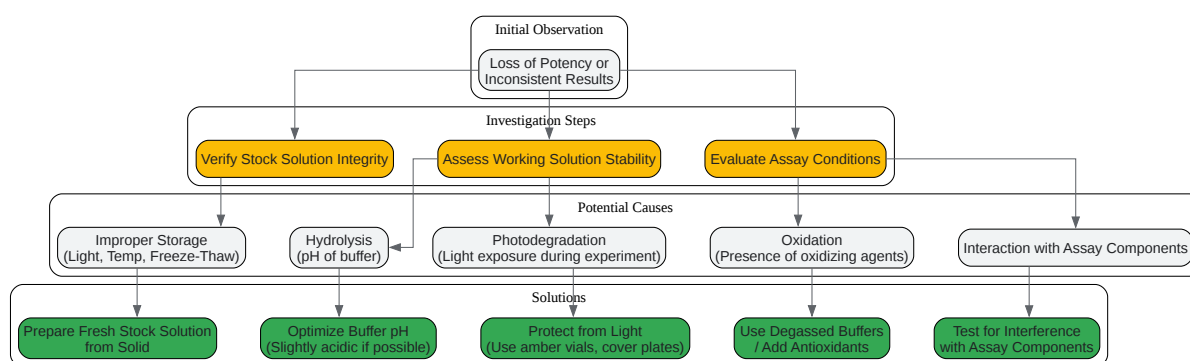 Initial Observation
Loss of Potency or
Inconsistent Results
Investigation Steps
Verify Stock Solution Integrity
Assess Working Solution Stability
Evaluate Assay Conditions
Potential Causes
Improper Storage
(Light, Temp, Freeze-Thaw)
Hydrolysis
(pH of buffer)
Photodegradation
(Light exposure during experiment)
Oxidation
(Presence of oxidizing agents)
Interaction with Assay Components
Solutions
Prepare Fresh Stock Solution
from Solid
Optimize Buffer pH
(Slightly acidic if possible)
Protect from Light
(Use amber vials, cover plates)
Use Degassed Buffers
/ Add Antioxidants
Test for Interference
with Assay Components